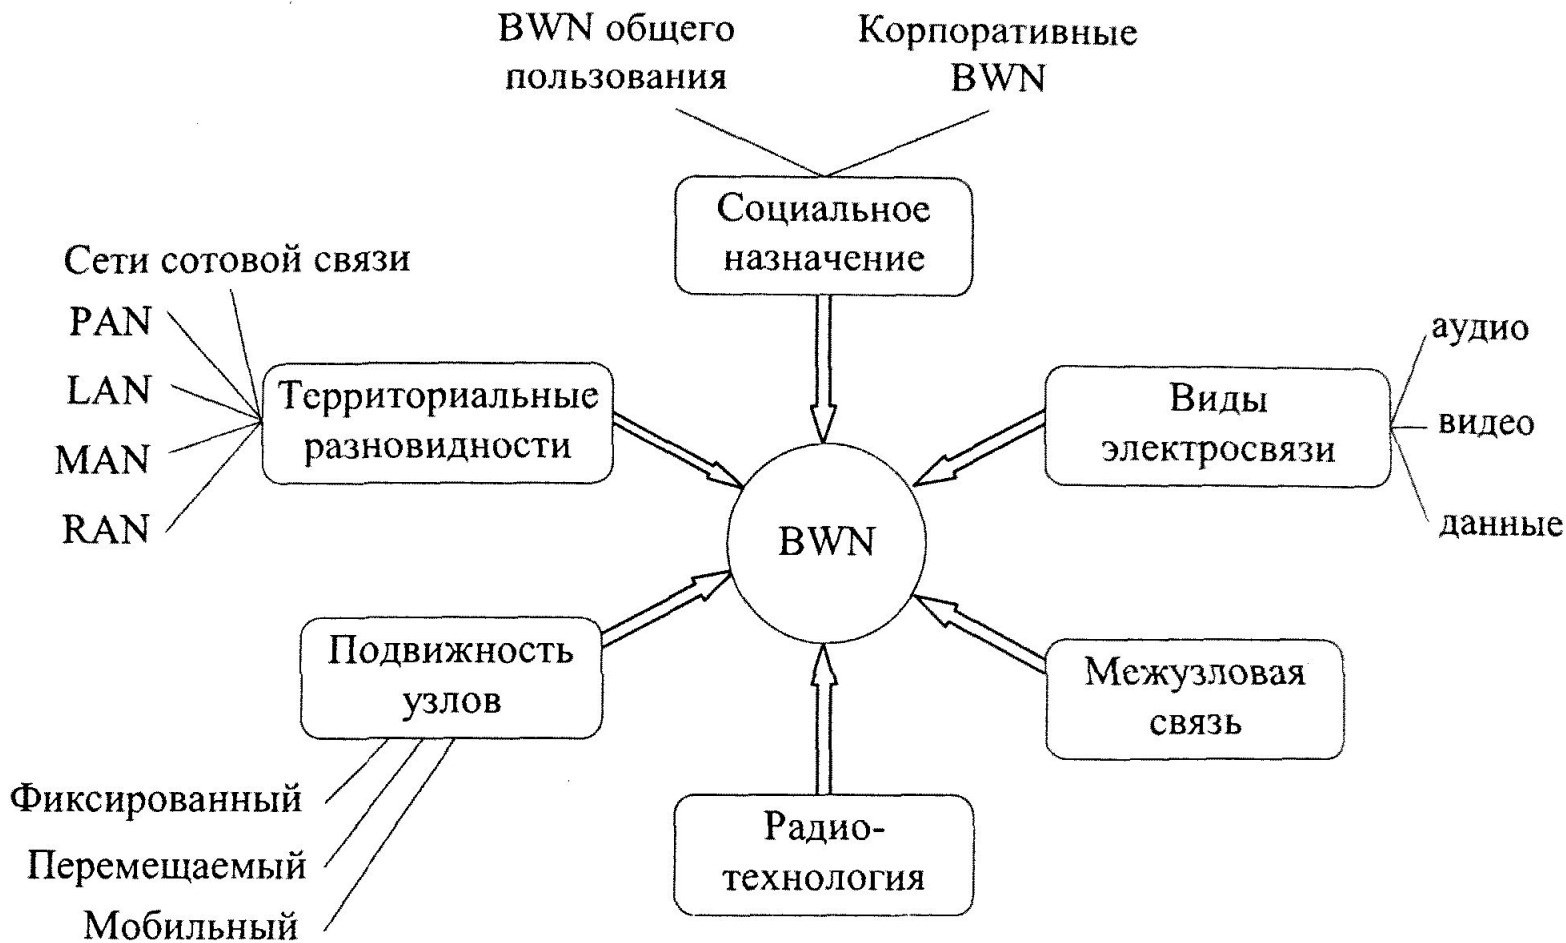 BWN общего
пользования
Корпоративные
BWN
Социальное
назначение
Сети сотовой связи
PAN
LAN
MAN
RAN
Территориальные
разновидности
Виды
электросвязи
аудио
видео
данные
BWN
Подвижность
узлов
Фиксированный
Перемещаемый
Мобильный
Межузловая
связь
Радио-
технология